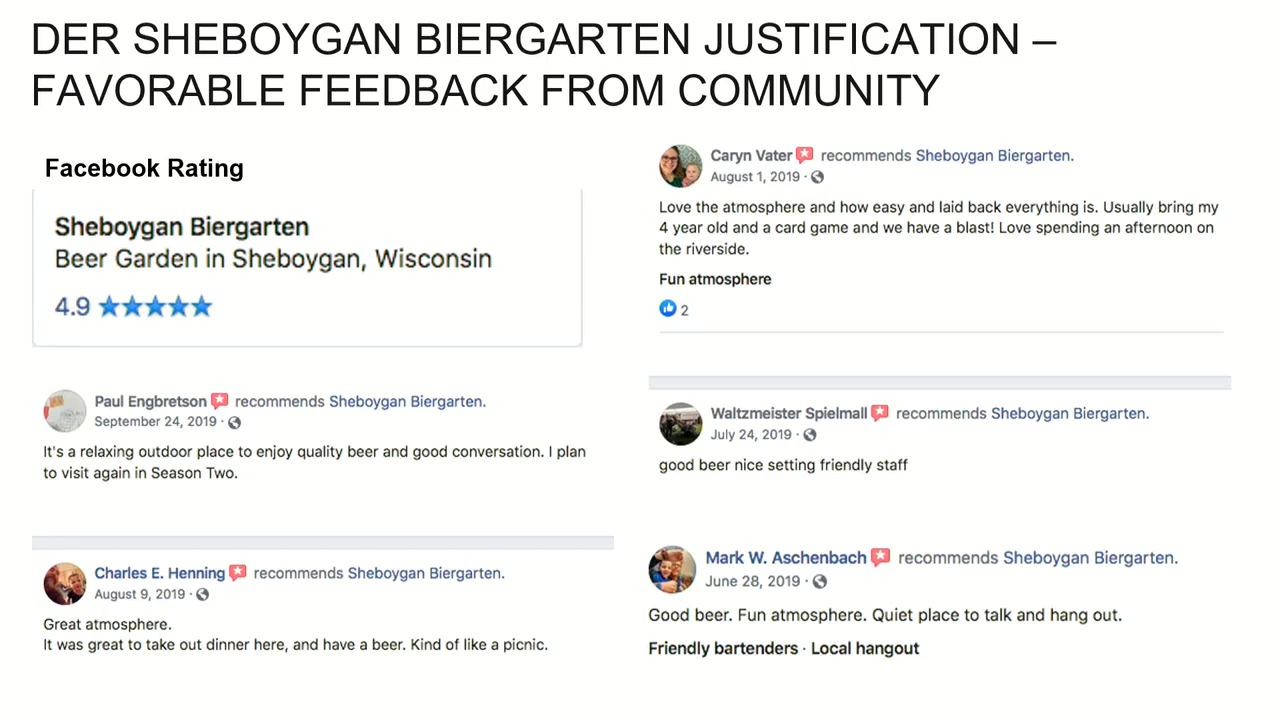 DER SHEBOYGAN BIERGARTEN JUSTIFICATION –
FAVORABLE FEEDBACK FROM COMMUNITY
Facebook Rating
Sheboygan Biergarten
Beer Garden in Sheboygan, Wisconsin
4.9
Paul Engbretson recommends Sheboygan Biergarten.
September 24, 2019 ·
It's a relaxing outdoor place to enjoy quality beer and good conversation. I plan
to visit again in Season Two.
Charles E. Henning recommends Sheboygan Biergarten.
August 9, 2019 ·
Great atmosphere.
It was great to take out dinner here, and have a beer. Kind of like a picnic.
Caryn Vater recommends Sheboygan Biergarten.
August 1, 2019 ·
Love the atmosphere and how easy and laid back everything is. Usually bring my
4 year old and a card game and we have a blast! Love spending an afternoon on
the riverside.
Fun atmosphere
2
Waltzmeister Spielmall recommends Sheboygan Biergarten.
July 24, 2019 ·
good beer nice setting friendly staff
Mark W. Aschenbach recommends Sheboygan Biergarten.
June 28, 2019 ·
Good beer. Fun atmosphere. Quiet place to talk and hang out.
Friendly bartenders · Local hangout